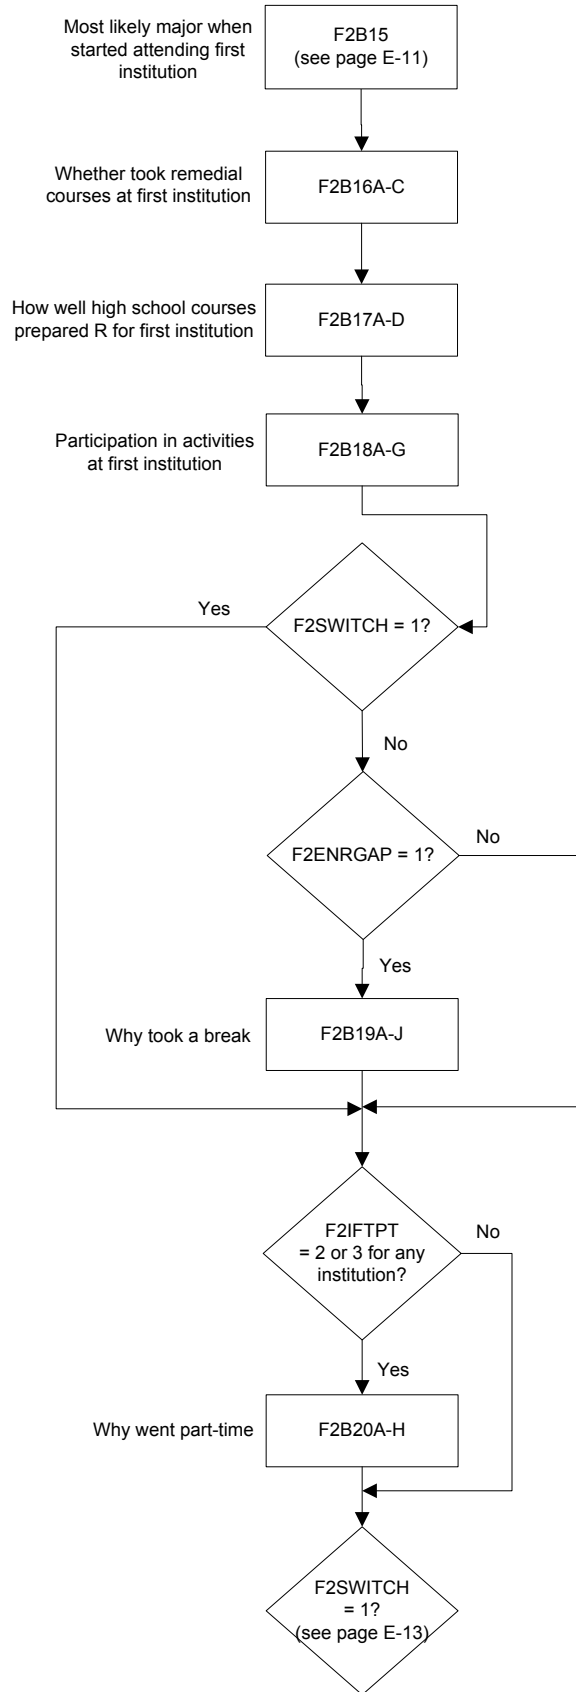 Most likely major when
started attending first
institution
F2B15
(see page E-11)
Whether took remedial
courses at first institution
F2B16A-C
How well high school courses
prepared R for first institution
F2B17A-D
Participation in activities
at first institution
F2B18A-G
Yes
F2SWITCH = 1?
No
F2ENRGAP = 1?
No
Yes
Why took a break
F2B19A-J
F2IFTPT
= 2 or 3 for any
institution?
No
Yes
Why went part-time
F2B20A-H
F2SWITCH
= 1?
(see page E-13)